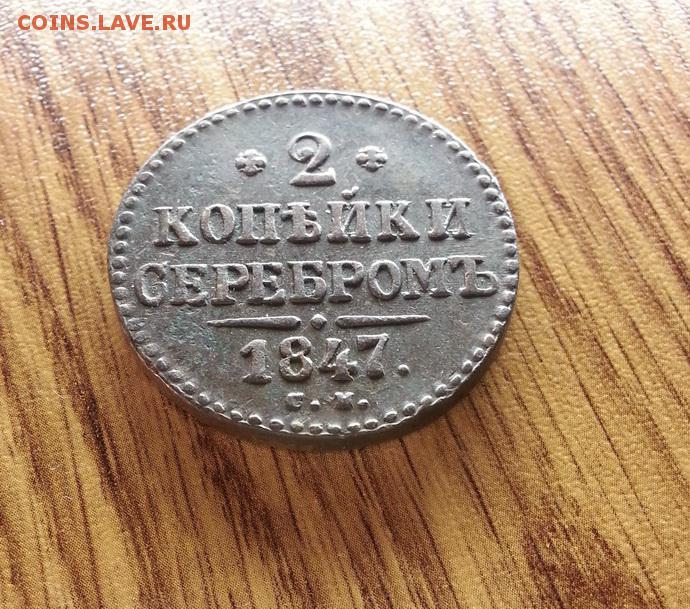 COINS.LAVE.RU
2
КОПѢЙКИ
СЕРЕБРОМЪ
1847.
С. М.